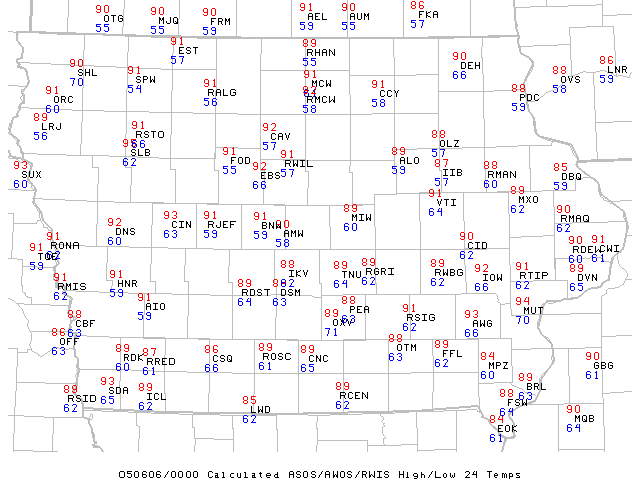 90 OTG 55
90 MJQ 55
90 FRM 55
91 AEL 59
90 AUM 55
86 FKA 57
91 EST 57
89 RHAN 55
90 DEH 66
88 OVS 58
86 LNR 59
90 SHL 70
91 SPW 54
91 RALG 56
91 MCW
RMCW 58
91 CCY 58
88 PDC 59
91 ORC 60
89 LRJ 56
91 RSTO 66
SLB 62
92 CAV 57
88 OLZ 57
91 FOD 55
92 EBS 66
91 RWIL 57
89 ALO 59
87 IIB 57
88 RMAN 60
85 DBQ 59
93 SUX 60
91 VTI 64
89 MXO 62
92 DNS 60
93 CIN 63
91 RJEF 59
91 BNW 59
90 AMW 58
89 MIW 60
90 RMAQ 62
91 RONA
91 59
90 CID 62
90 RDEW 60
91 CWI 61
91 RMIS 62
91 HNR 59
88 IKV 62
89 TNU 64
89 RGRI 62
89 RWBG 62
92 IOW 66
91 RTIP 62
89 DVN 65
91 AIO 59
89 RDST 64
DSM 63
88 PEA 63
89 OXV 71
91 RSIG 62
93 AWG 66
94 MUT 70
88 CBF 63
86 OFF 63
89 RDK 60
87 RRED 61
86 CSQ 66
89 ROSC 61
89 CNC 65
88 OTM 63
89 FFL 62
84 MPZ 60
90 GBG 61
89 RSID 62
93 SDA 65
89 ICL 62
85 LWD 62
89 RCEN 62
89 BRL 63
88 FSW 64
84 EOK 61
90 MQB 64
050606/0000 Calculated ASOS/AWOS/RWIS High/Low 24 Temps